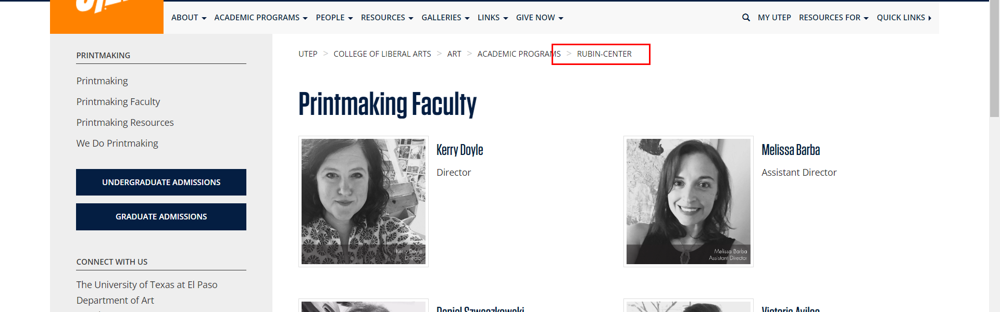 ABOUT ACADEMIC PROGRAMS PEOPLE RESOURCES GALLERIES LINKS GIVE NOW MY UTEP RESOURCES FOR QUICK LINKS
UTEP > COLLEGE OF LIBERAL ARTS > ART > ACADEMIC PROGRAMS > RUBIN-CENTER
PRINTMAKING
Printmaking
Printmaking Faculty
Printmaking Resources
We Do Printmaking
UNDERGRADUATE ADMISSIONS
GRADUATE ADMISSIONS
CONNECT WITH US
The University of Texas at El Paso
Department of Art
Printmaking Faculty
Kerry Doyle
Director
Kerry Doyle
Director
Melissa Barba
Assistant Director
Melissa Barba
Assistant Director